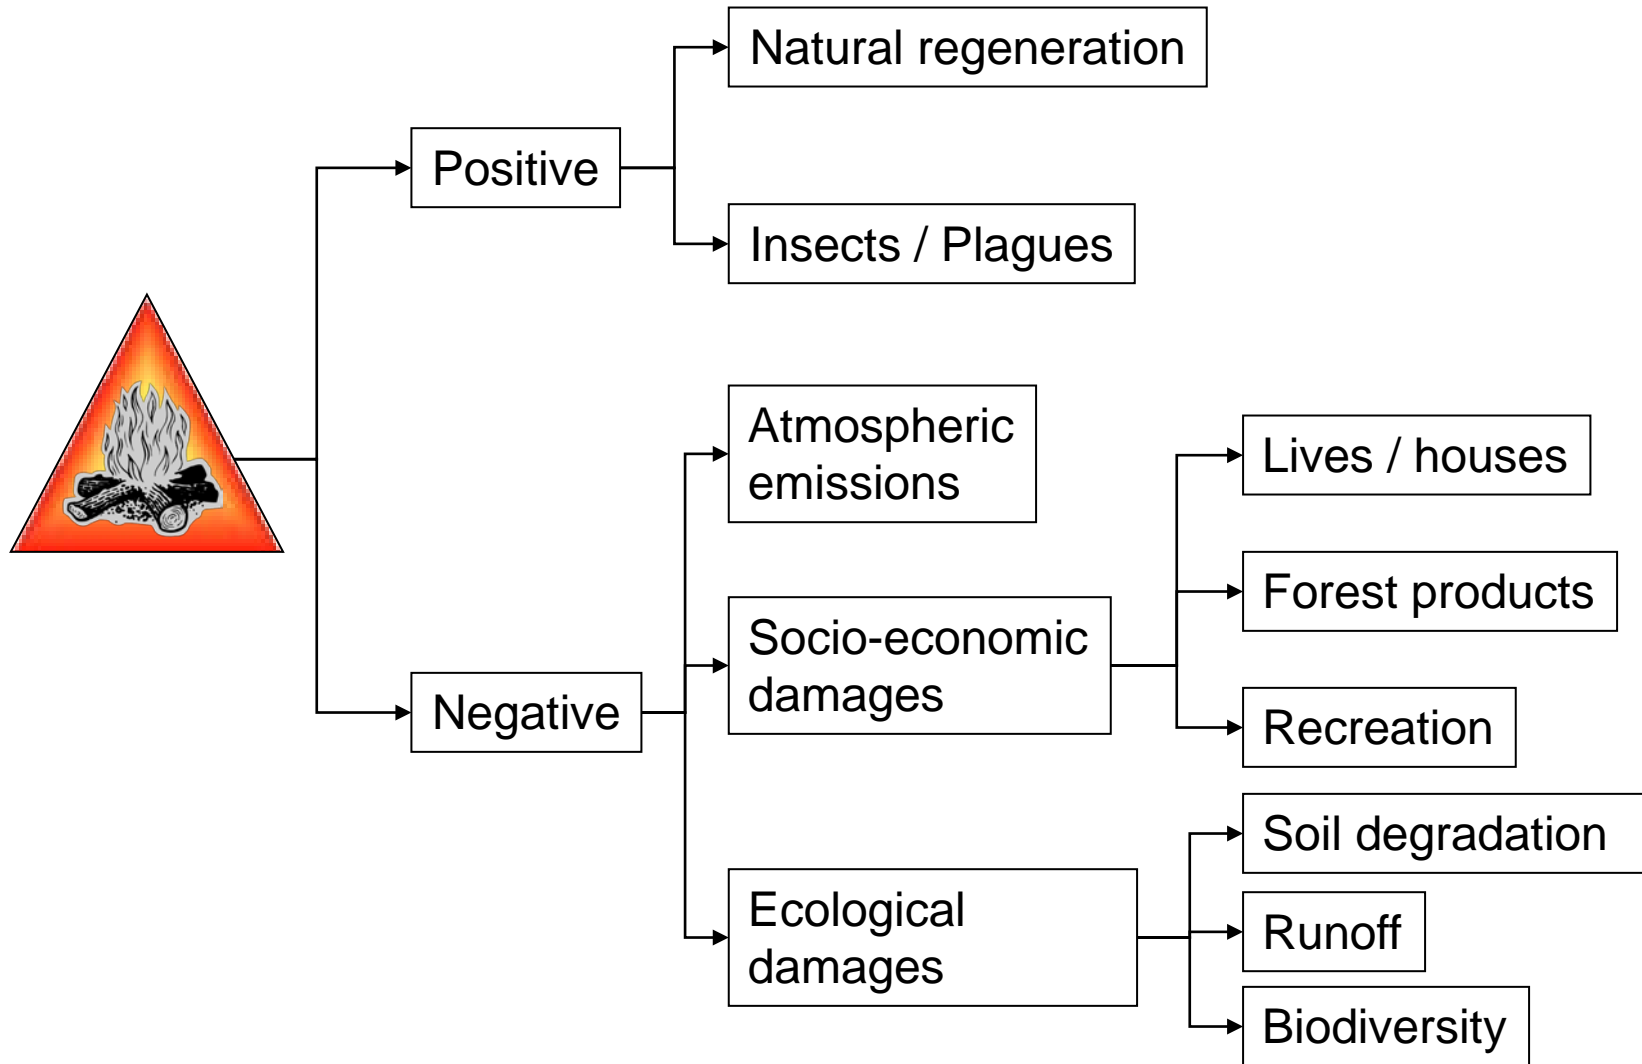 Natural regeneration
Positive
Insects / Plagues
Atmospheric
emissions
Lives / houses
Forest products
Socio-economic
damages
Negative
Recreation
Soil degradation
Ecological
damages
Runoff
Biodiversity